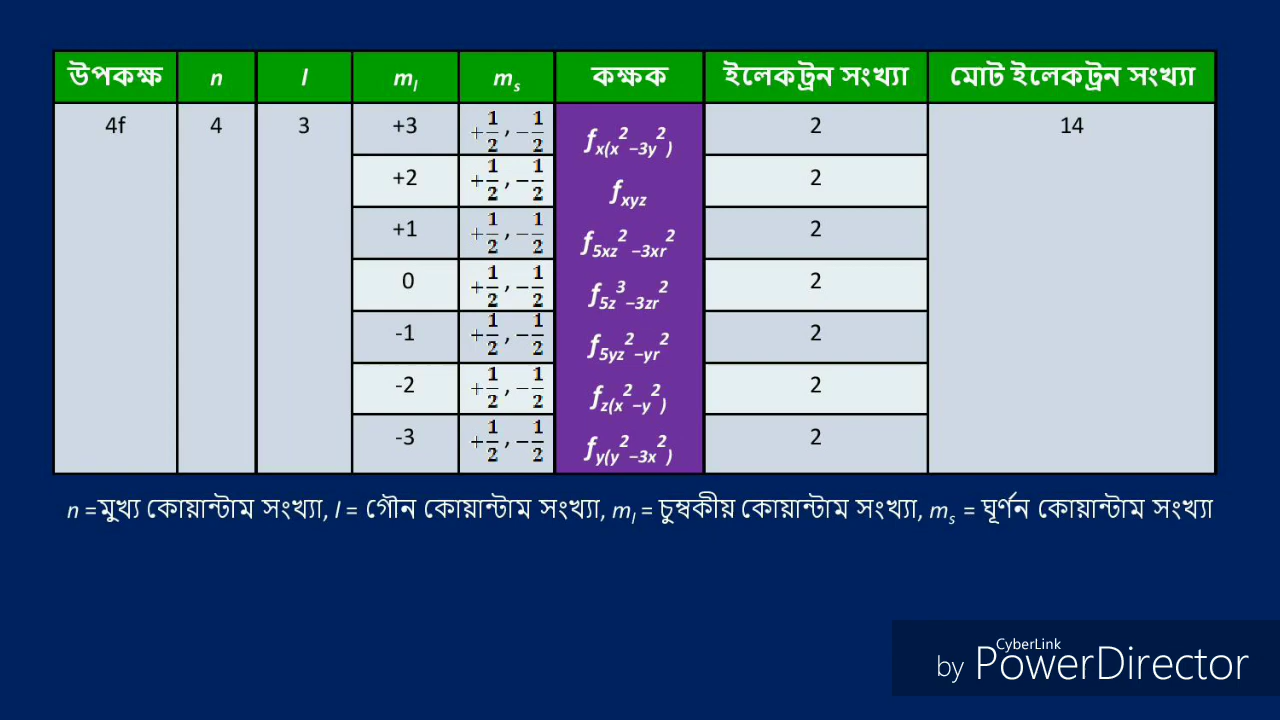 উপকক্ষ n l mₗ mₛ কক্ষক ইলেকট্রন সংখ্যা মোট ইলেকট্রন সংখ্যা
4f 4 3 +3 +1/2 , −1/2 fx(x²−3y²) 2 14
+2 +1/2 , −1/2 fxyz 2
+1 +1/2 , −1/2 f5xz²−3xr² 2
0 +1/2 , −1/2 f5z³−3zr² 2
-1 +1/2 , −1/2 f5yz²−yr² 2
-2 +1/2 , −1/2 fz(x²−y²) 2
-3 +1/2 , −1/2 fy(y²−3x²) 2
n =মুখ্য কোয়ান্টাম সংখ্যা, l = গৌন কোয়ান্টাম সংখ্যা, mₗ = চুম্বকীয় কোয়ান্টাম সংখ্যা, mₛ = ঘূর্ণন কোয়ান্টাম সংখ্যা
CyberLink
by PowerDirector